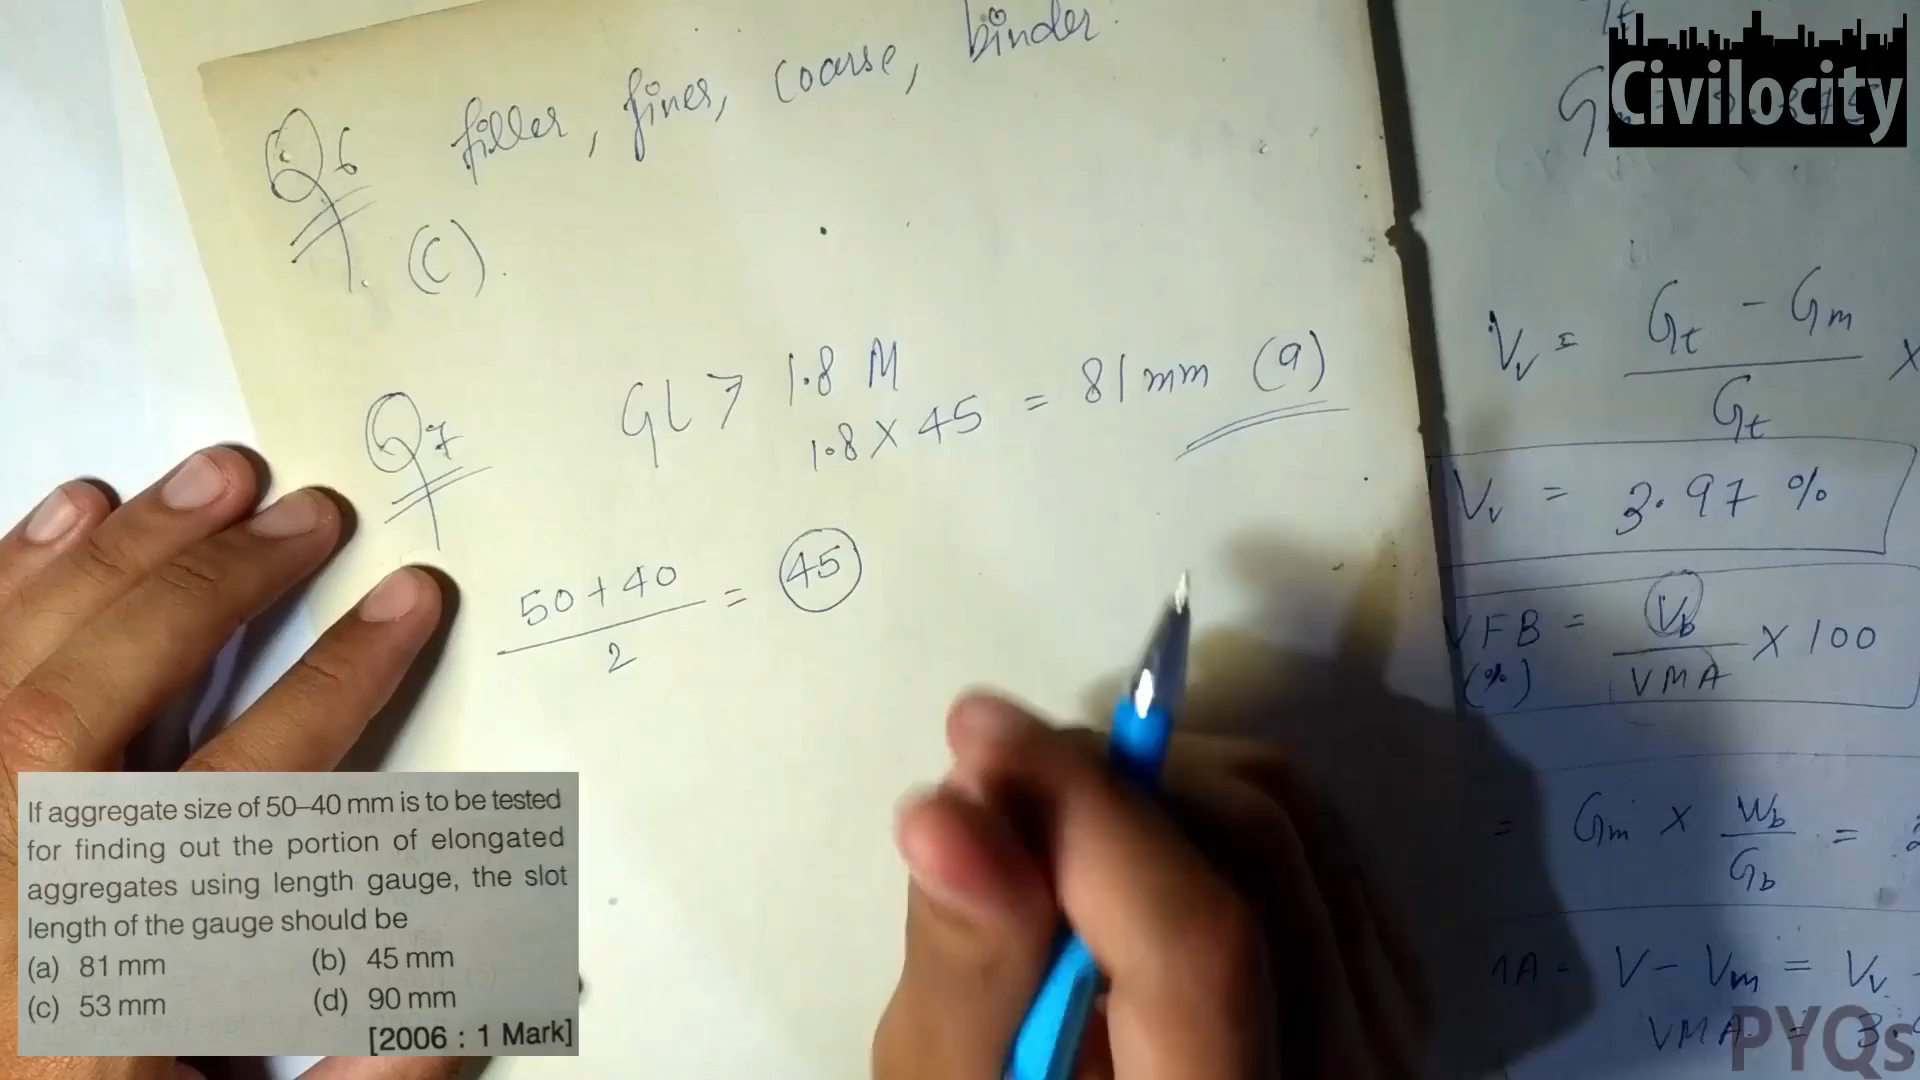 Q6 filler, fines, coarse, binder.
(C).
Q7 GL > 1.8 M
1.8 X 45 = 81 mm (a)
50 + 40 / 2 = 45
If aggregate size of 50–40 mm is to be tested
for finding out the portion of elongated
aggregates using length gauge, the slot
length of the gauge should be
(a) 81 mm (b) 45 mm
(c) 53 mm (d) 90 mm
[2006 : 1 Mark]
Civilocity
Vv = Gt - Gm / Gt X
Vv = 3.97 %
VFB (%) = Vb / VMA X 100
= Gm X Wb / Gb =
MA = V - Vm = Vv
VMA = 3.
PYQs